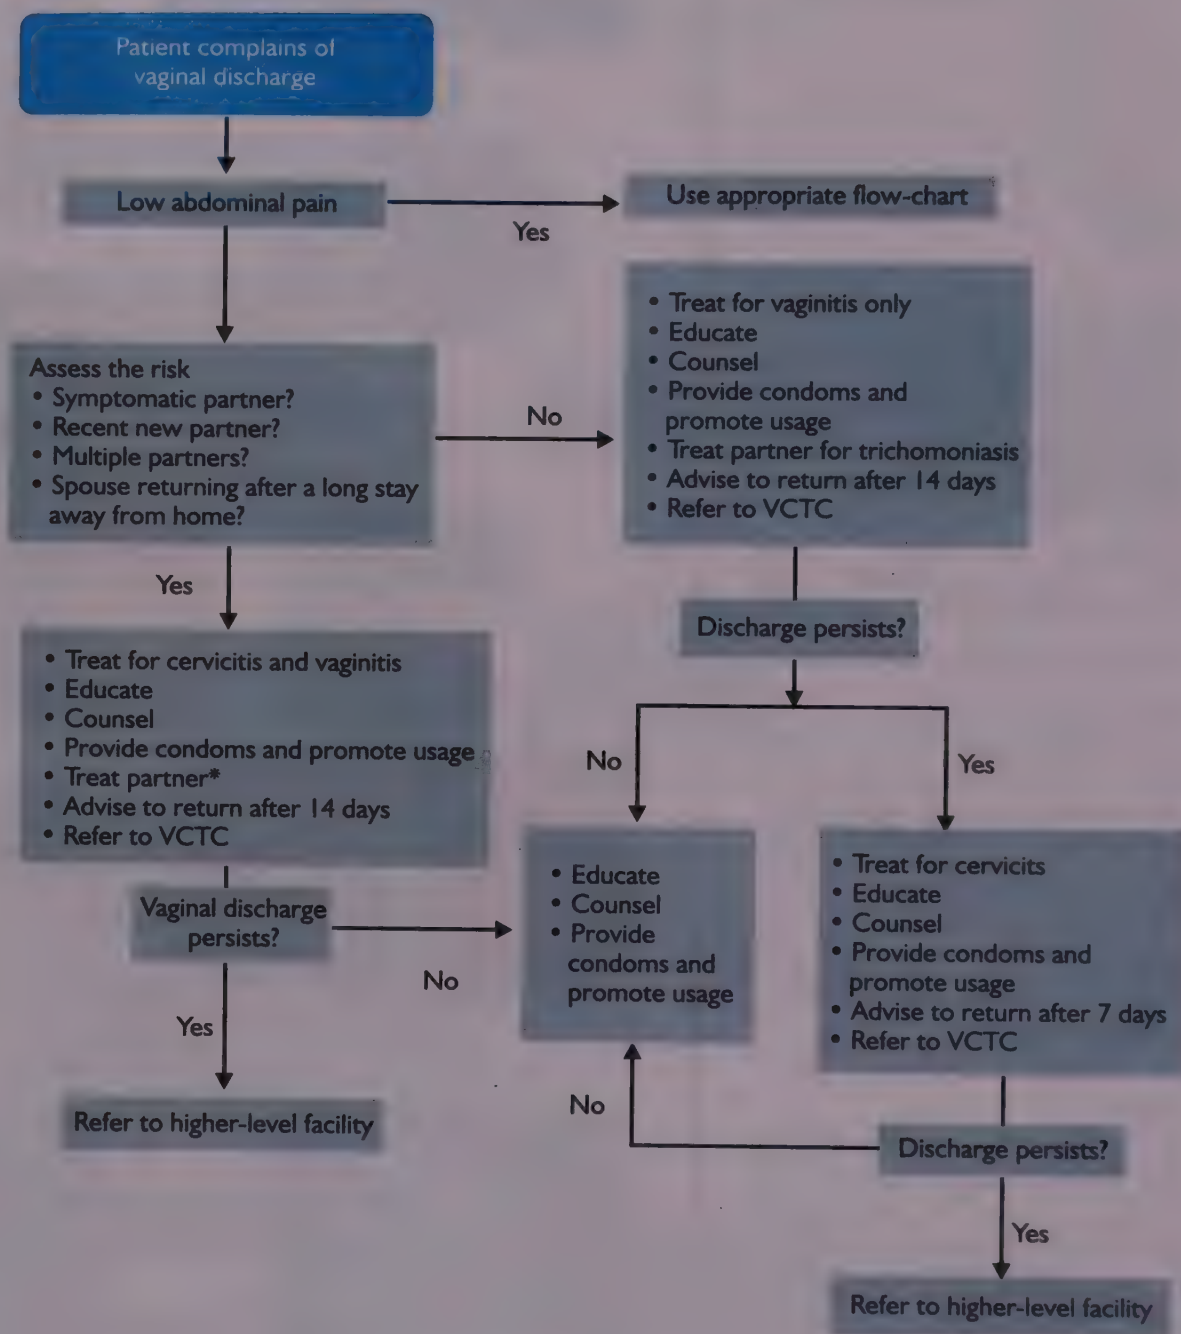 Patient complains of
vaginal discharge
Low abdominal pain
Yes
Use appropriate flow-chart
Assess the risk
• Symptomatic partner?
• Recent new partner?
• Multiple partners?
• Spouse returning after a long stay
away from home?
No
• Treat for vaginitis only
• Educate
• Counsel
• Provide condoms and
promote usage
• Treat partner for trichomoniasis
• Advise to return after 14 days
• Refer to VCTC
Yes
Discharge persists?
• Treat for cervicitis and vaginitis
• Educate
• Counsel
• Provide condoms and promote usage
• Treat partner*
• Advise to return after 14 days
• Refer to VCTC
No
Yes
Vaginal discharge
persists?
No
Yes
• Educate
• Counsel
• Provide
condoms and
promote usage
• Treat for cervicits
• Educate
• Counsel
• Provide condoms and
promote usage
• Advise to return after 7 days
• Refer to VCTC
Refer to higher-level facility
No
Discharge persists?
Yes
Refer to higher-level facility